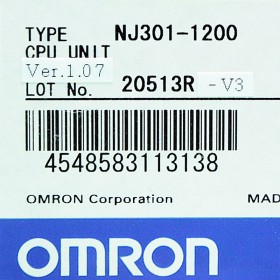 TYPE NJ301-1200
CPU UNIT
Ver.1.07
LOT No. 20513R -V3
4548583113138
OMRON Corporation MAD
OMRON